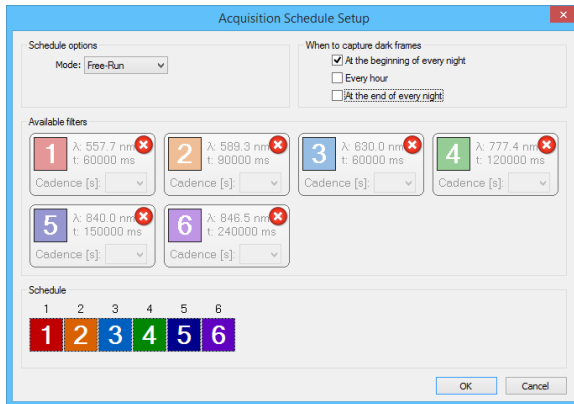 Acquisition Schedule Setup
Schedule options
Mode: Free-Run
When to capture dark frames
At the beginning of every night
Every hour
At the end of every night
Available filters
1 λ: 557.7 nm t: 60000 ms Cadence [s]:
2 λ: 589.3 nm t: 90000 ms Cadence [s]:
3 λ: 630.0 nm t: 60000 ms Cadence [s]:
4 λ: 777.4 nm t: 120000 ms Cadence [s]:
5 λ: 840.0 nm t: 150000 ms Cadence [s]:
6 λ: 846.5 nm t: 240000 ms Cadence [s]:
Schedule
1 2 3 4 5 6
1 2 3 4 5 6
OK Cancel